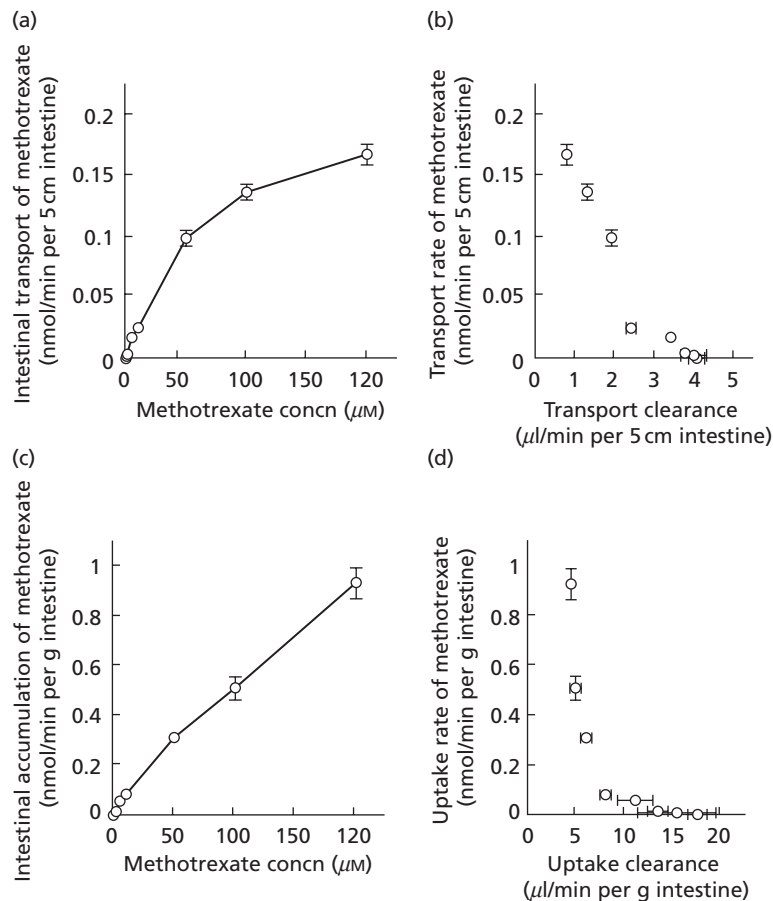 (a)
Intestinal transport of methotrexate
(nmol/min per 5 cm intestine)
0.2
0.15
0.1
0.05
0
0 50 100 120
Methotrexate concn (μM)
(b)
Transport rate of methotrexate
(nmol/min per 5 cm intestine)
0.2
0.15
0.1
0.05
0
0 1 2 3 4 5
Transport clearance
(μl/min per 5 cm intestine)
(c)
Intestinal accumulation of methotrexate
(nmol/min per g intestine)
1
0.8
0.6
0.4
0.2
0
0 50 100 150 120
Methotrexate concn (μM)
(d)
Uptake rate of methotrexate
(nmol/min per g intestine)
1
0.8
0.6
0.4
0.2
0
0 5 10 15 20
Uptake clearance
(μl/min per g intestine)